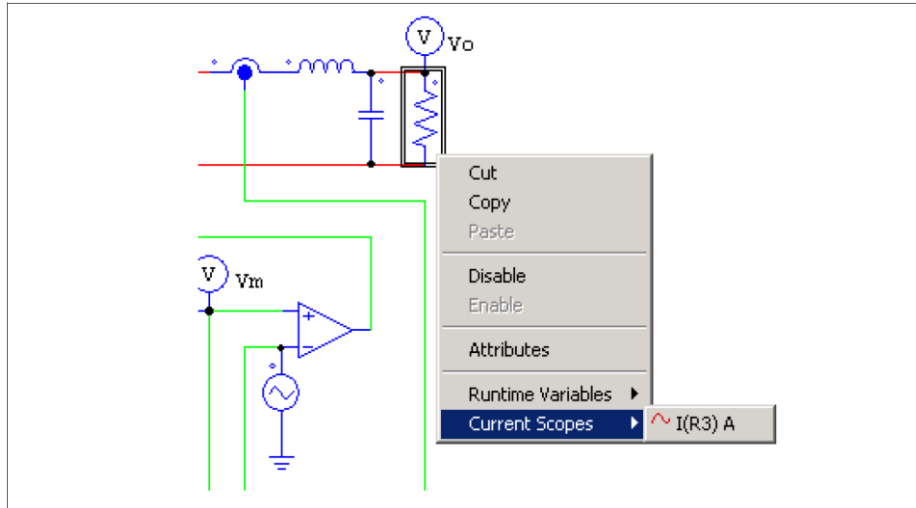 V Vo
Cut
Copy
Paste
V Vm
Disable
Enable
Attributes
Runtime Variables
Current Scopes
I(R3) A